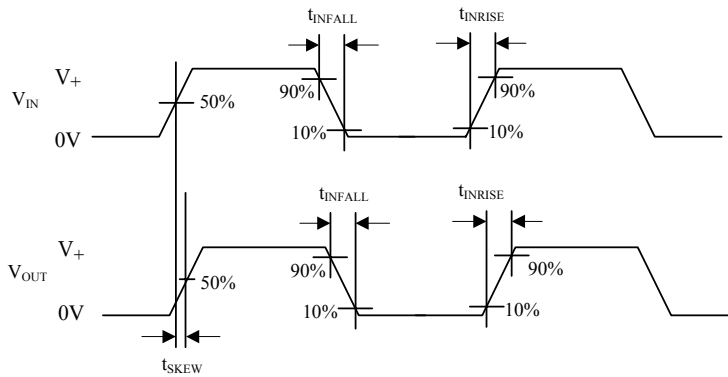 tINFALL tINRISE
V+ 90% 90%
VIN 50%
0V 10% 10%
tINFALL tINRISE
V+
90% 90%
VOUT 50%
0V 10% 10%
tSKEW